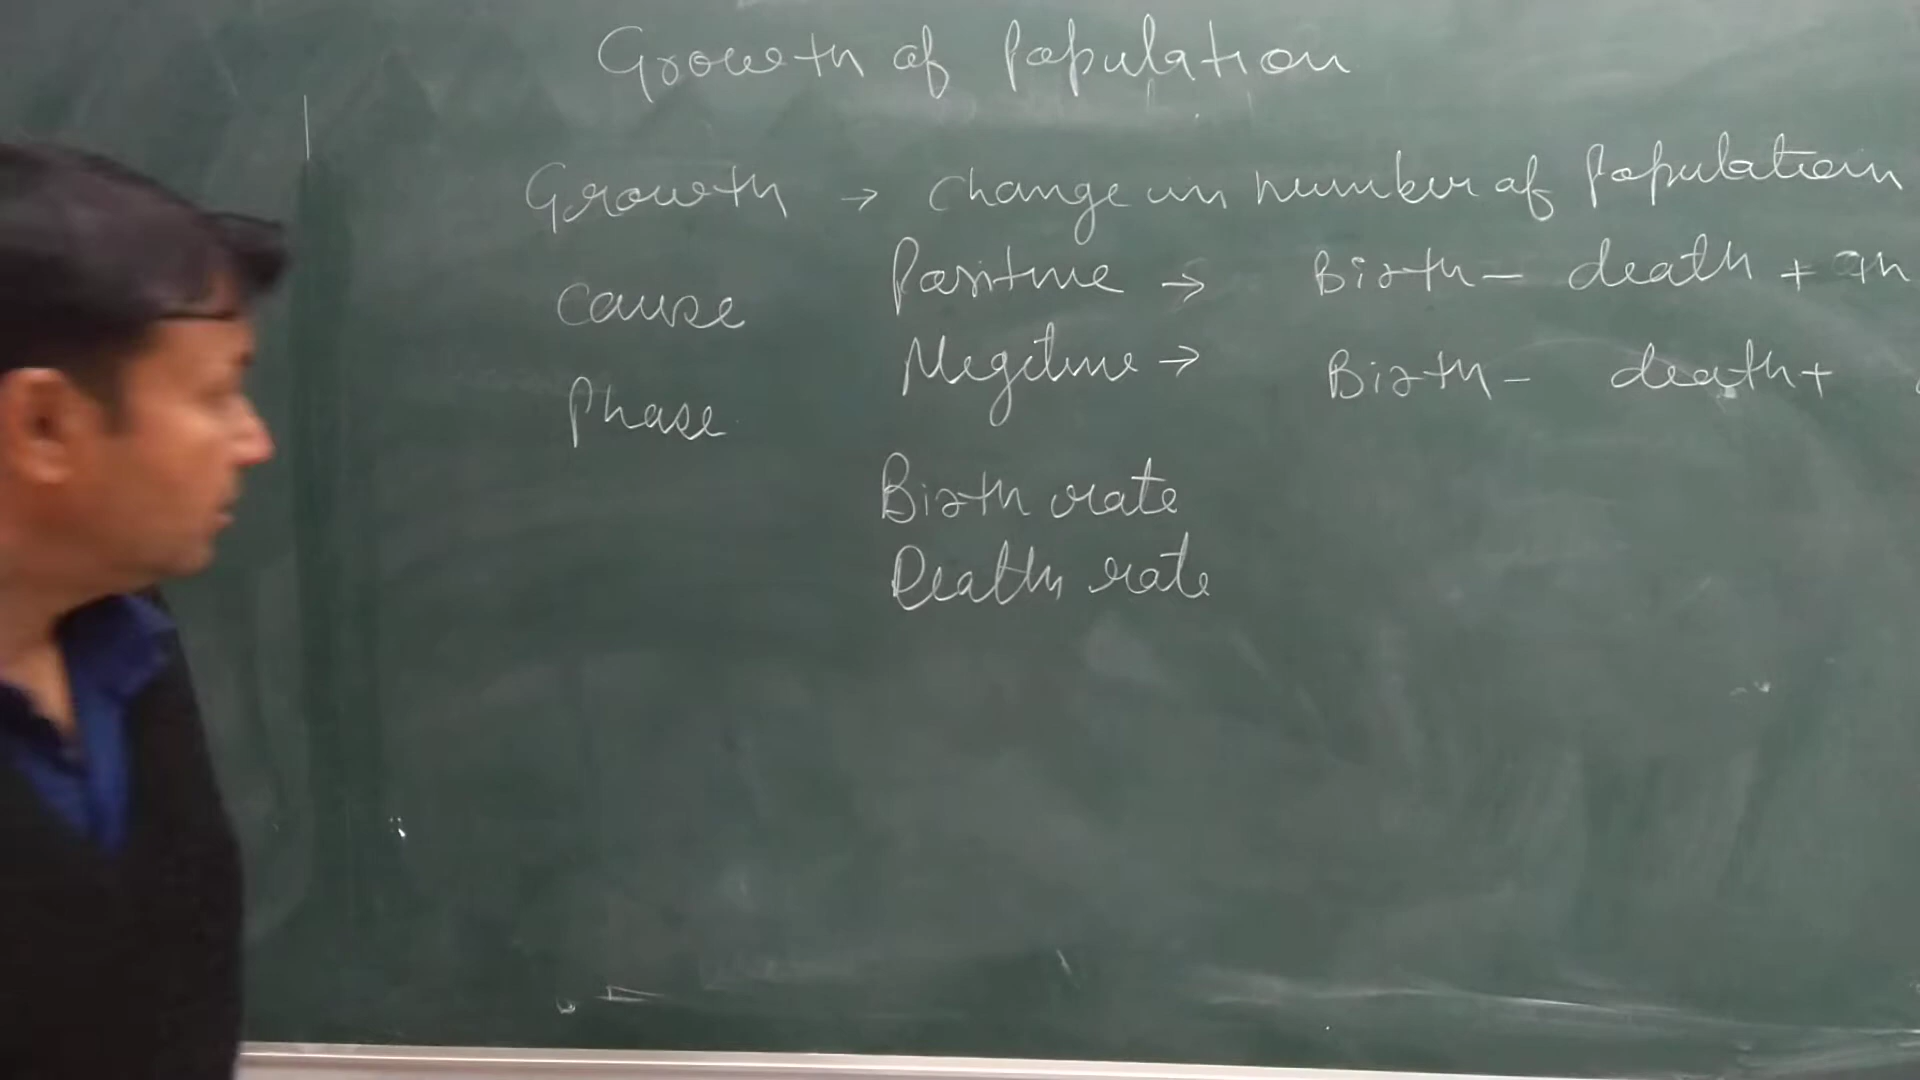 Growth of Population
Growth → change in number of Population
Cause
Positive → Birth - death +
Negitive → Birth - death +
Phase
Birth rate
Death rate